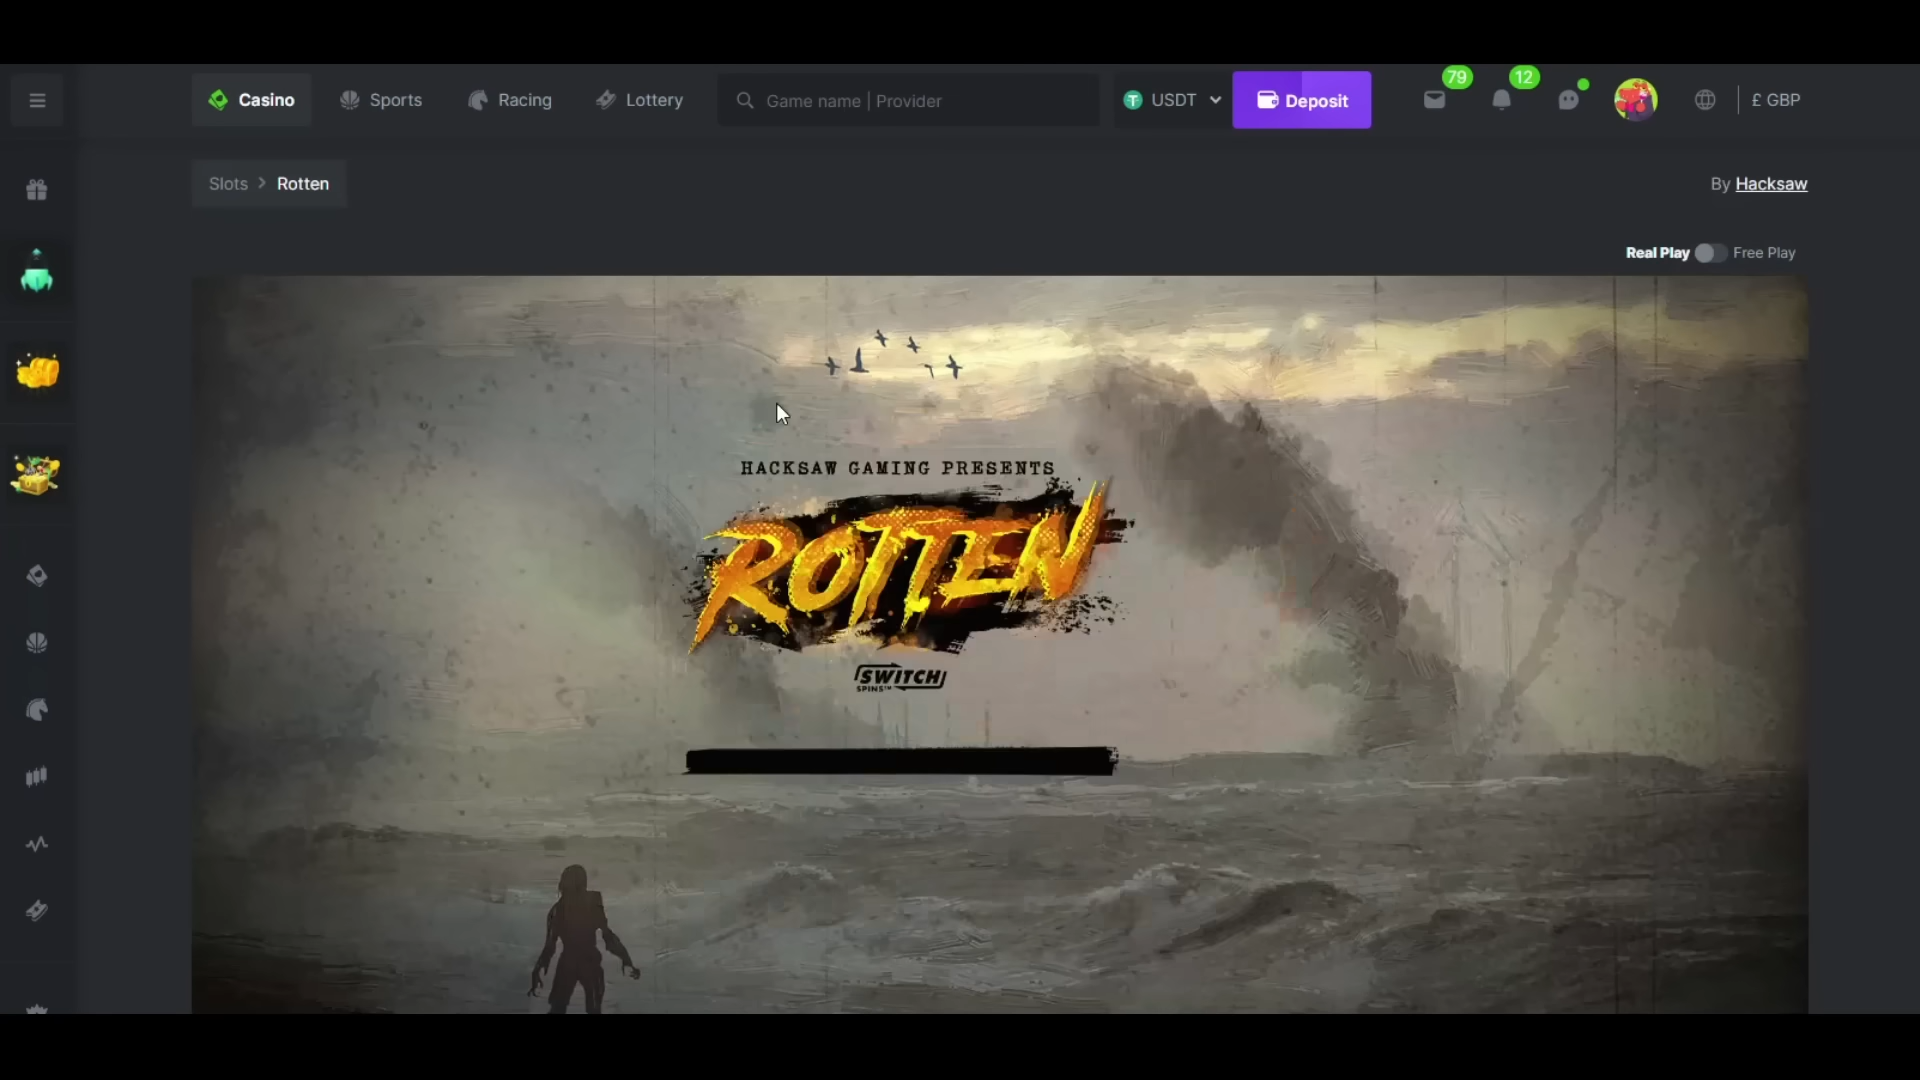 Casino
Sports
Racing
Lottery
Game name | Provider
USDT
Deposit
79
12
£ GBP
Slots > Rotten
By Hacksaw
Real Play
Free Play
HACKSAW GAMING PRESENTS
ROTTEN
SWITCH
SPINS™